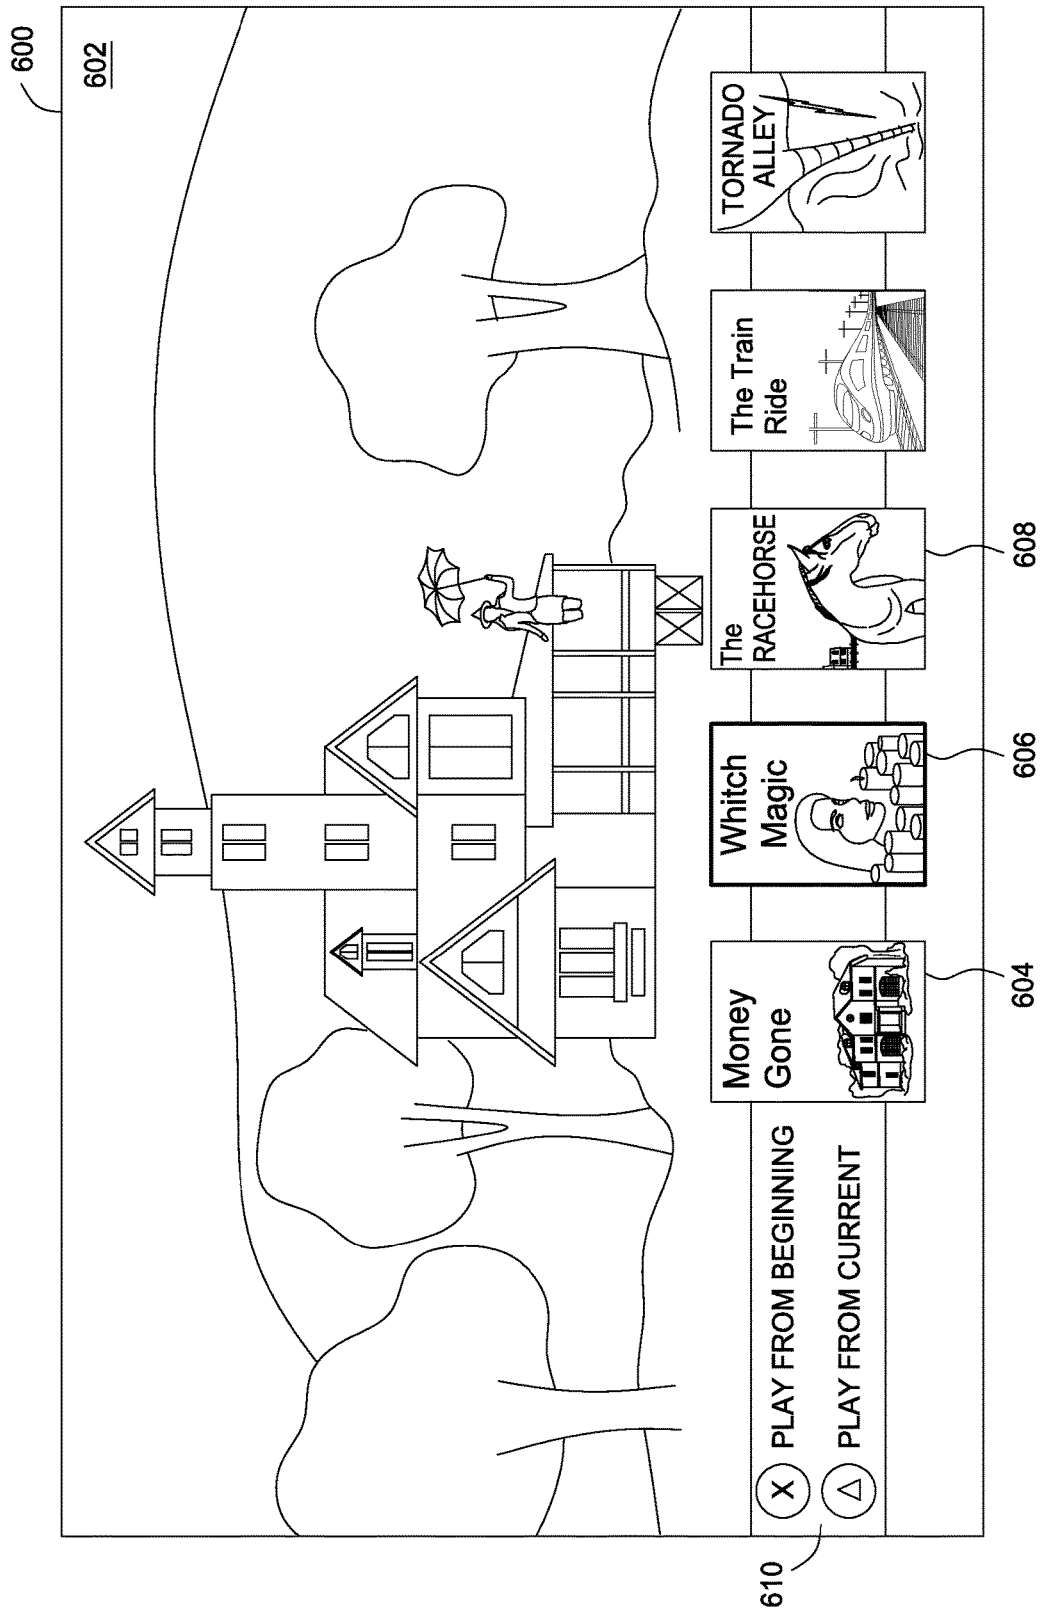 600
602
X PLAY FROM BEGINNING
△ PLAY FROM CURRENT
610
Money
Gone
604
Whitch
Magic
606
The
RACEHORSE
608
The Train
Ride
TORNADO
ALLEY